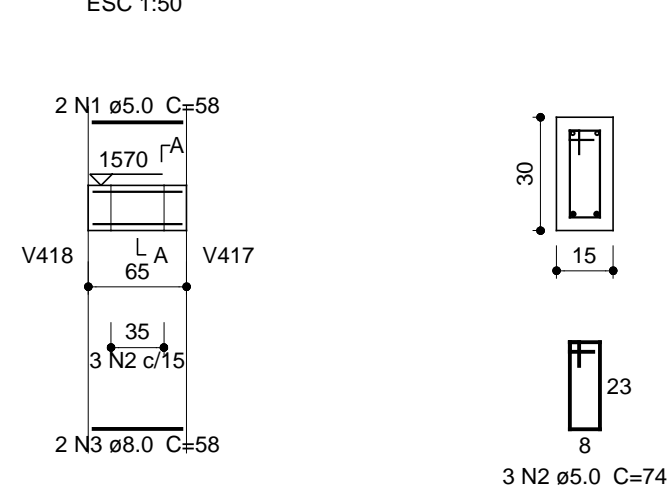 ESC 1:50
2 N1 ø5.0 C=58
A
1570
V418
A
V417
65
35
3 N2 c/15
2 N3 ø8.0 C=58
30
15
23
8
3 N2 ø5.0 C=74